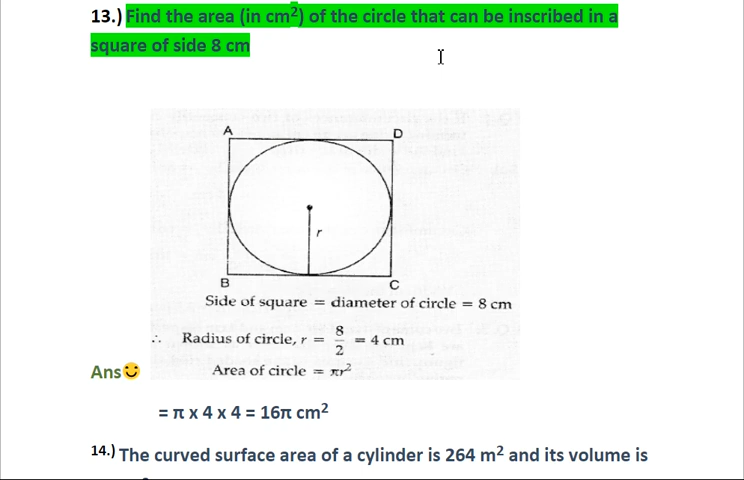 13.) Find the area (in cm²) of the circle that can be inscribed in a
square of side 8 cm
A
D
r
B
C
Side of square = diameter of circle = 8 cm
∴ Radius of circle, r = 8/2 = 4 cm
Ans Area of circle = πr²
= π x 4 x 4 = 16π cm²
14.) The curved surface area of a cylinder is 264 m² and its volume is